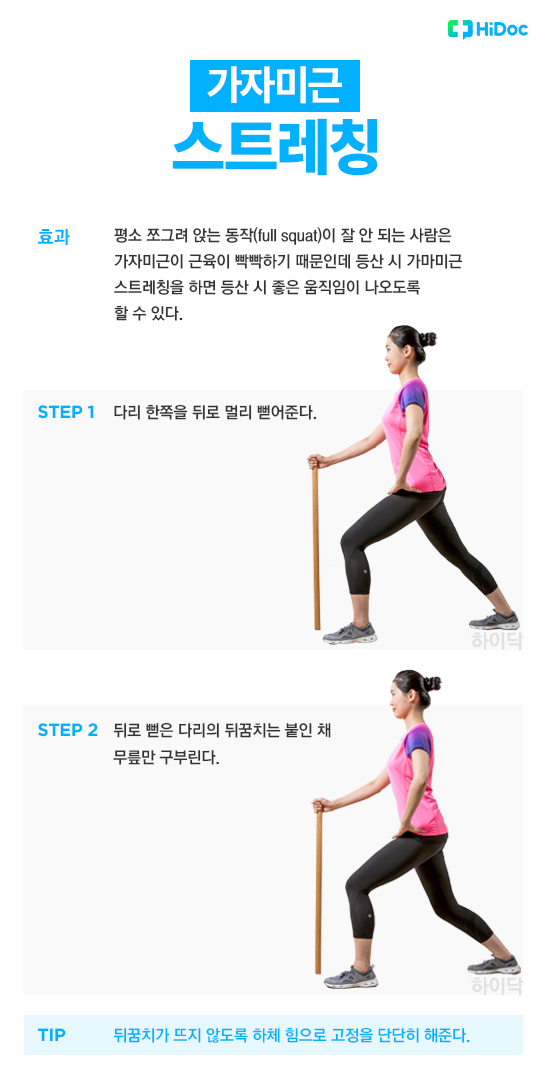 HiDoc
가자미근
스트레칭
효과
평소 쪼그려 앉는 동작(full squat)이 잘 안 되는 사람은
가자미근이 근육이 빡빡하기 때문인데 등산 시 가마미근
스트레칭을 하면 등산 시 좋은 움직임이 나오도록
할 수 있다.
STEP 1 다리 한쪽을 뒤로 멀리 뻗어준다.
하이닥
STEP 2 뒤로 뻗은 다리의 뒤꿈치는 붙인 채
무릎만 구부린다.
하이닥
TIP 뒤꿈치가 뜨지 않도록 하체 힘으로 고정을 단단히 해준다.